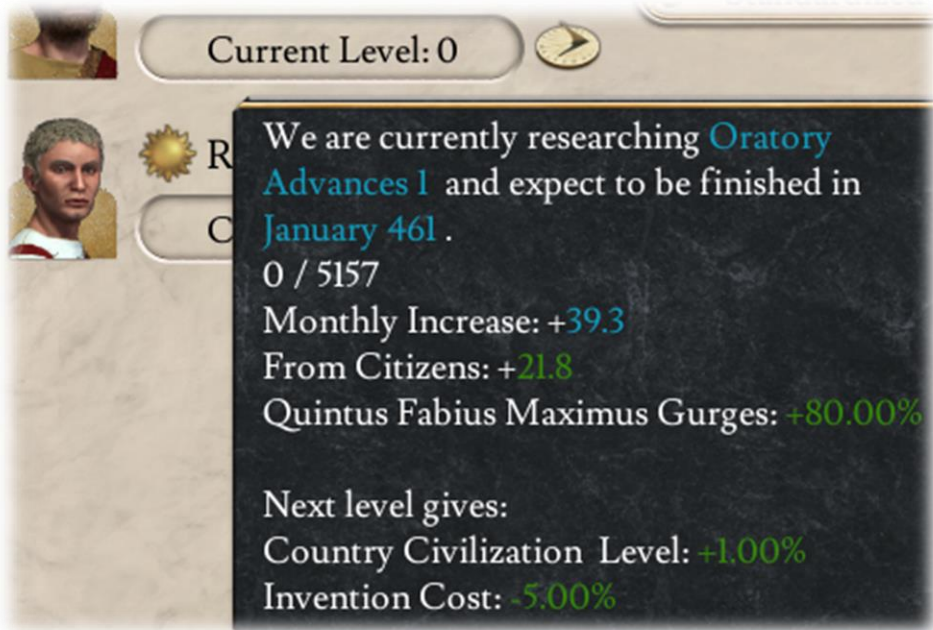 Current Level: 0
We are currently researching Oratory
Advances 1 and expect to be finished in
January 461 .
0 / 5157
Monthly Increase: +39.3
From Citizens: +21.8
Quintus Fabius Maximus Gurges: +80.00%
Next level gives:
Country Civilization Level: +1.00%
Invention Cost: -5.00%